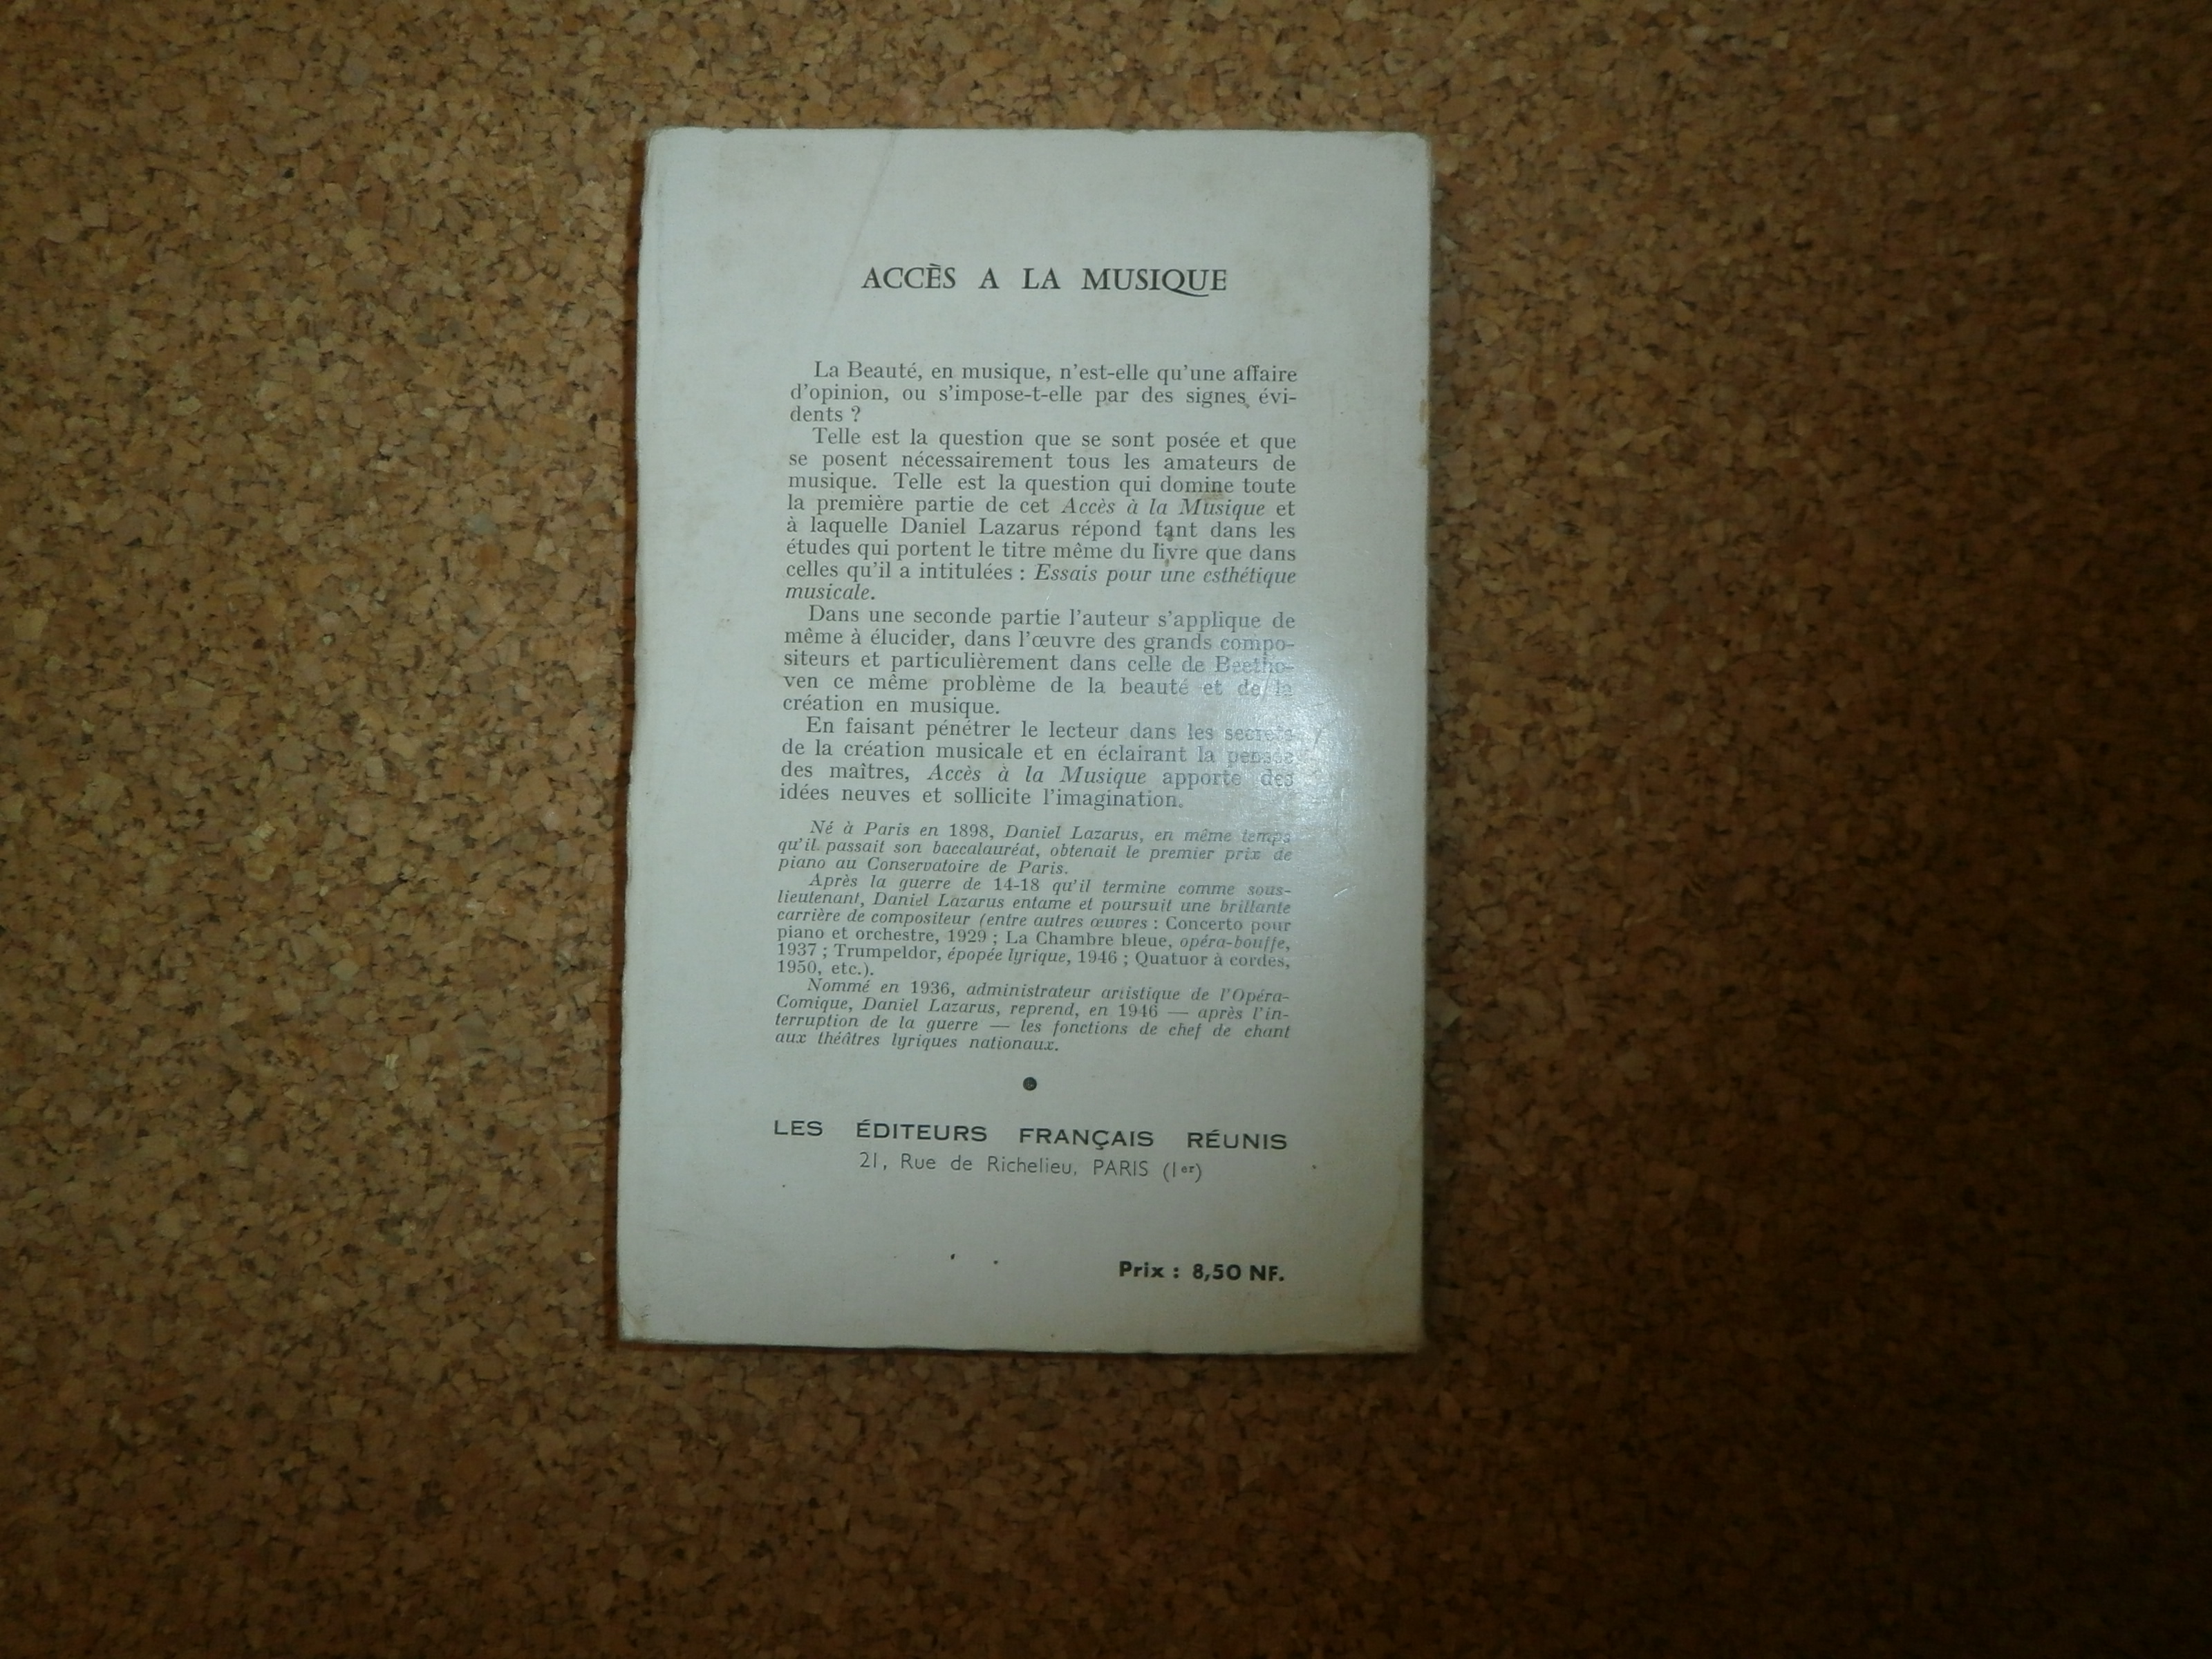 ACCÈS A LA MUSIQUE
La Beauté, en musique, n'est-elle qu'une affaire
d'opinion, ou s'impose-t-elle par des signes évi-
dents ?
Telle est la question que se sont posée et que
se posent nécessairement tous les amateurs de
musique. Telle est la question qui domine toute
la première partie de cet Accès à la Musique et
à laquelle Daniel Lazarus répond tant dans les
études qui portent le titre même du livre que dans
celles qu'il a intitulées : Essais pour une esthétique
musicale.
Dans une seconde partie l'auteur s'applique de
même à élucider, dans l'œuvre des grands compo-
siteurs et particulièrement dans celle de Beetho-
ven ce même problème de la beauté et de la
création en musique.
En faisant pénétrer le lecteur dans les secrets
de la création musicale et en éclairant la pensée
des maîtres, Accès à la Musique apporte des
idées neuves et sollicite l'imagination.
Né à Paris en 1898, Daniel Lazarus, en même temps
qu'il passait son baccalauréat, obtenait le premier prix de
piano au Conservatoire de Paris.
Après la guerre de 14-18 qu'il termine comme sous-
lieutenant, Daniel Lazarus entame et poursuit une brillante
carrière de compositeur (entre autres œuvres : Concerto pour
piano et orchestre, 1929 ; La Chambre bleue, opéra-bouffe,
1937 ; Trumpeldor, épopée lyrique, 1946 ; Quatuor à cordes,
1950, etc.).
Nommé en 1936, administrateur artistique de l'Opéra-
Comique, Daniel Lazarus, reprend, en 1946 — après l'in-
terruption de la guerre — les fonctions de chef de chant
aux théâtres lyriques nationaux.
LES ÉDITEURS FRANÇAIS RÉUNIS
21, Rue de Richelieu, PARIS (1er)
Prix : 8,50 NF.